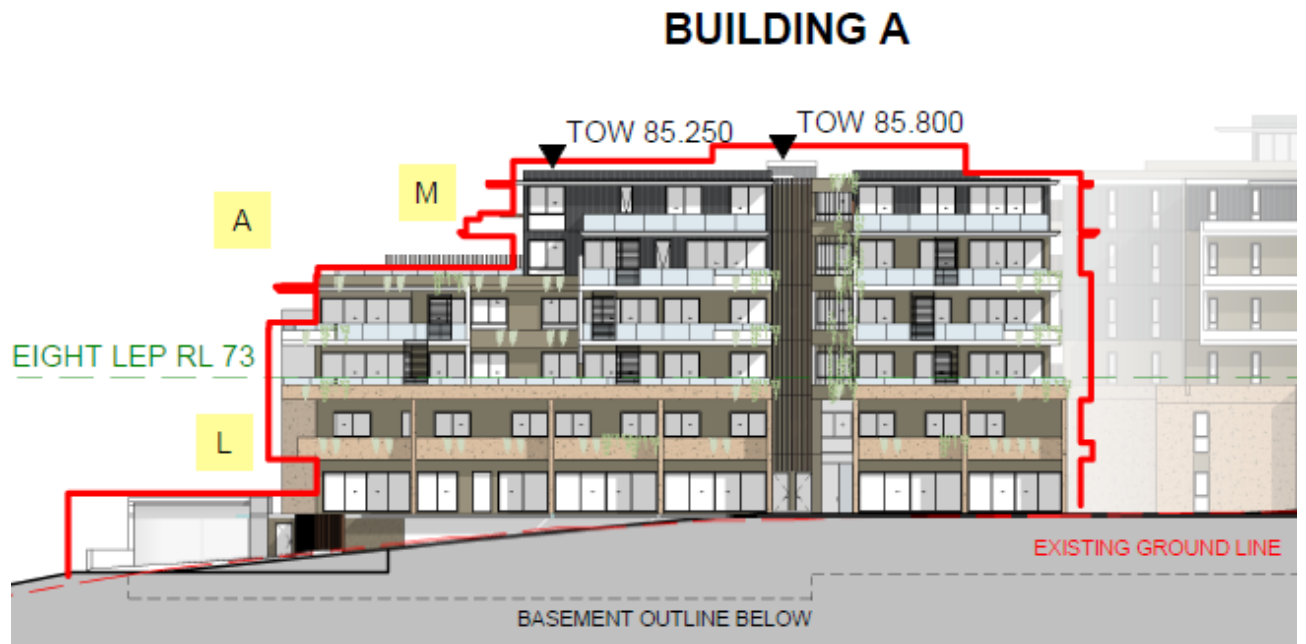 BUILDING A
TOW 85.250
TOW 85.800
M
A
EIGHT LEP RL 73
L
EXISTING GROUND LINE
BASEMENT OUTLINE BELOW